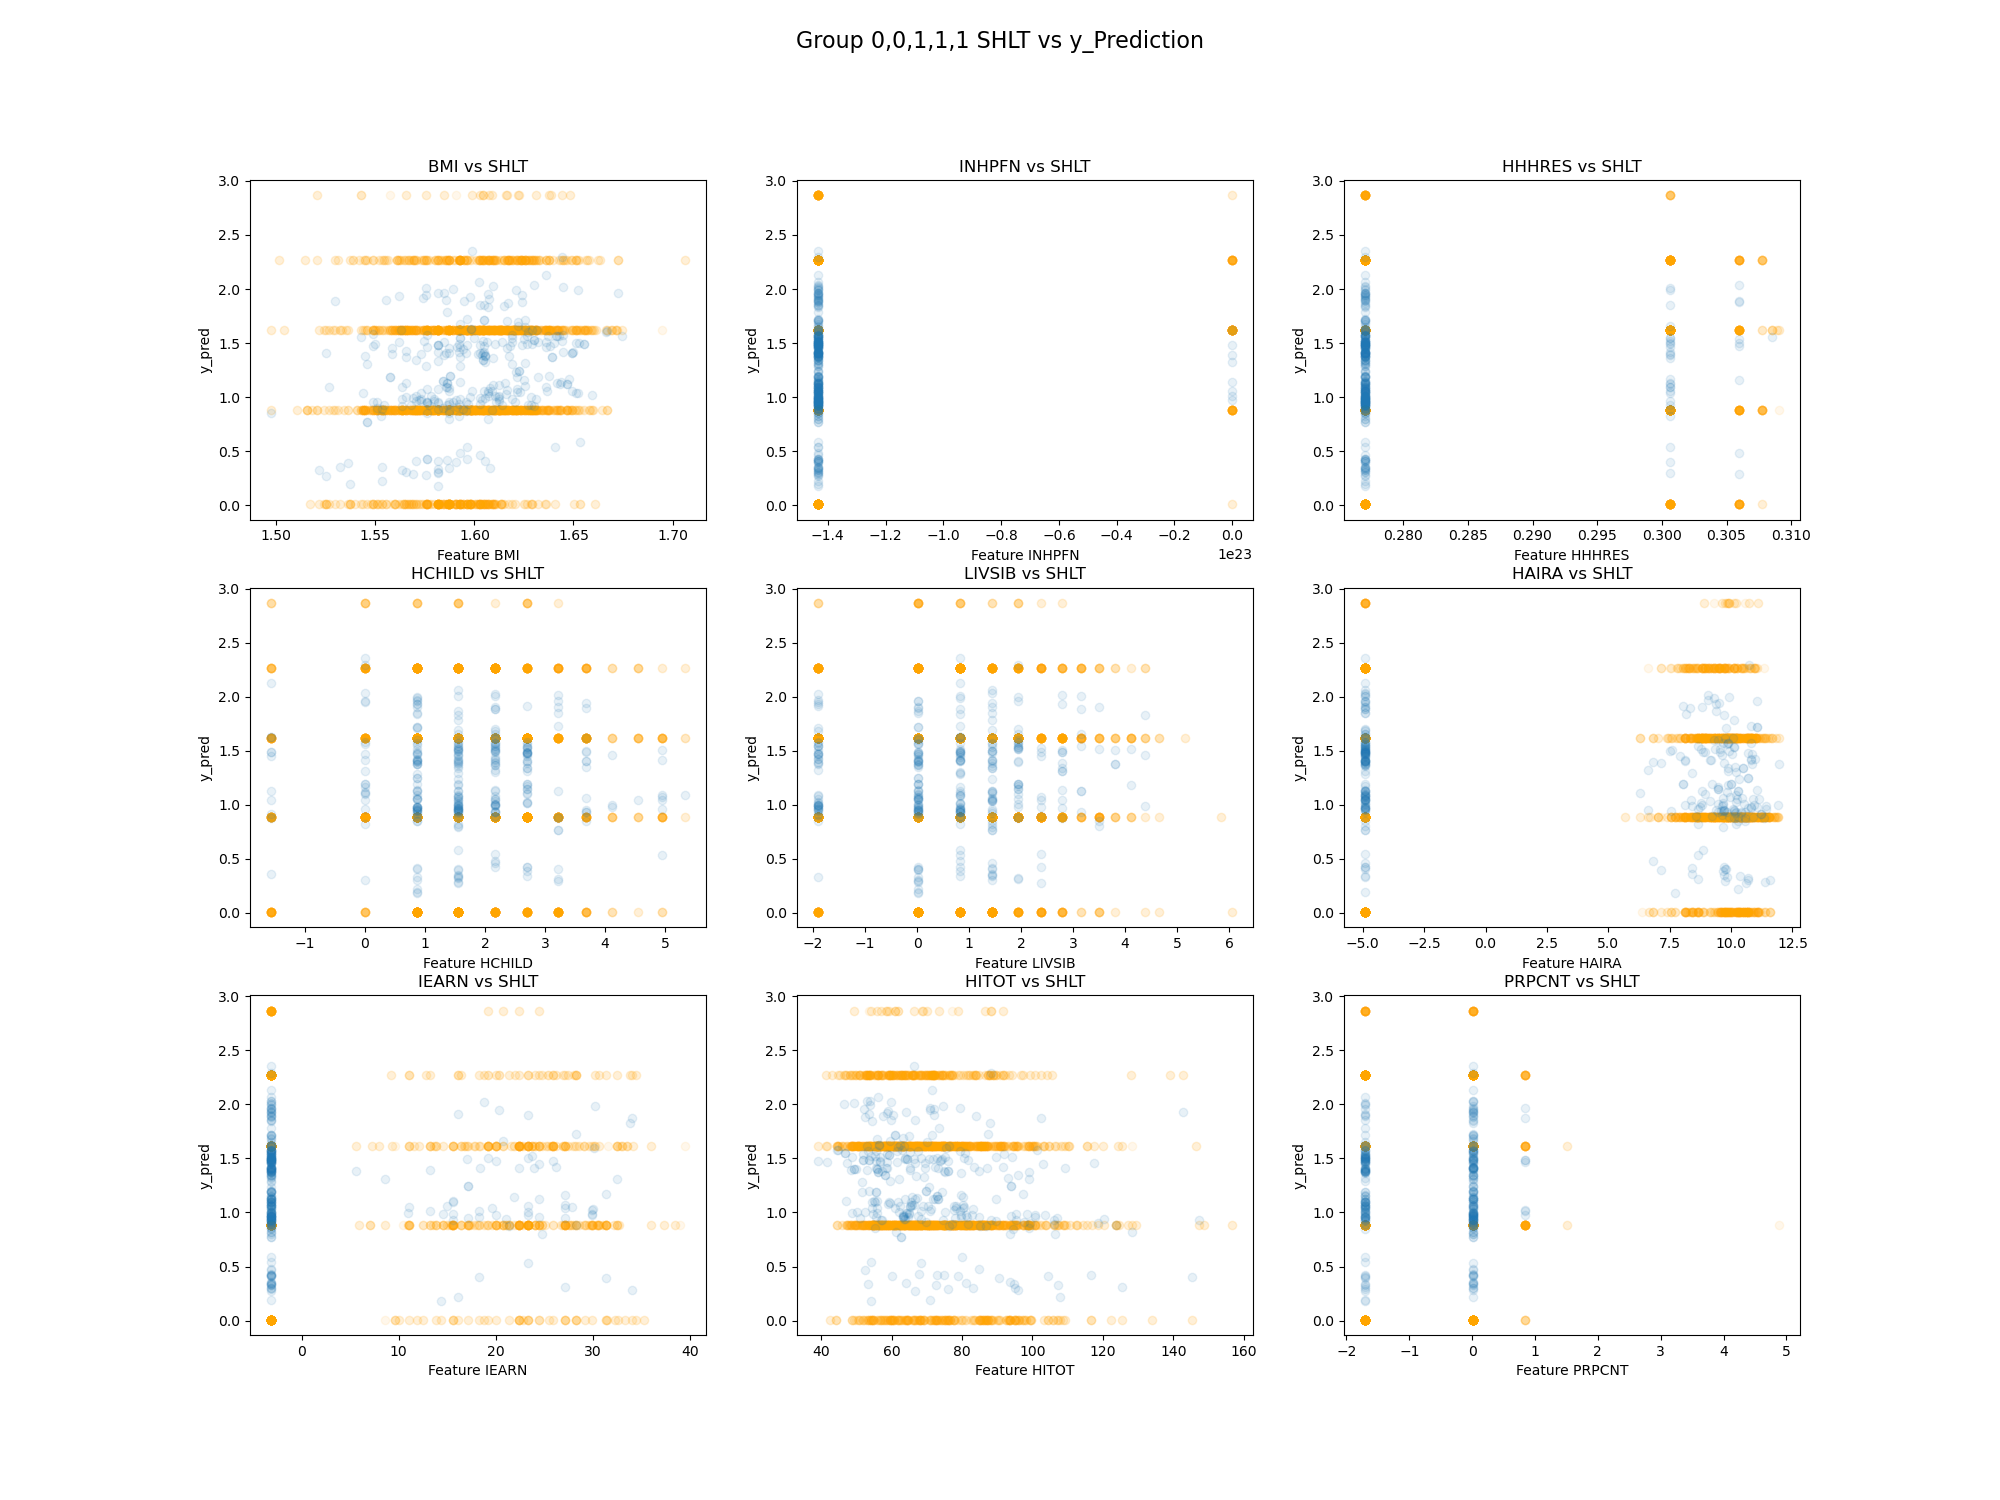 Group 0,0,1,1,1 SHLT vs y_Prediction
BMI vs SHLT
3.0
2.5
2.0
1.5
1.0
0.5
0.0
y_pred
1.50 1.55 1.60 1.65 1.70
Feature BMI
INHPFN vs SHLT
3.0
2.5
2.0
1.5
1.0
0.5
0.0
y_pred
−1.4 −1.2 −1.0 −0.8 −0.6 −0.4 −0.2 0.0
Feature INHPFN
1e23
HHHRES vs SHLT
3.0
2.5
2.0
1.5
1.0
0.5
0.0
y_pred
0.280 0.285 0.290 0.295 0.300 0.305 0.310
Feature HHHRES
HCHILD vs SHLT
3.0
2.5
2.0
1.5
1.0
0.5
0.0
y_pred
−1 0 1 2 3 4 5
Feature HCHILD
LIVSIB vs SHLT
3.0
2.5
2.0
1.5
1.0
0.5
0.0
y_pred
−2 −1 0 1 2 3 4 5 6
Feature LIVSIB
HAIRA vs SHLT
3.0
2.5
2.0
1.5
1.0
0.5
0.0
y_pred
−5.0 −2.5 0.0 2.5 5.0 7.5 10.0 12.5
Feature HAIRA
IEARN vs SHLT
3.0
2.5
2.0
1.5
1.0
0.5
0.0
y_pred
0 10 20 30 40
Feature IEARN
HITOT vs SHLT
3.0
2.5
2.0
1.5
1.0
0.5
0.0
y_pred
40 60 80 100 120 140 160
Feature HITOT
PRPCNT vs SHLT
3.0
2.5
2.0
1.5
1.0
0.5
0.0
y_pred
−2 −1 0 1 2 3 4 5
Feature PRPCNT